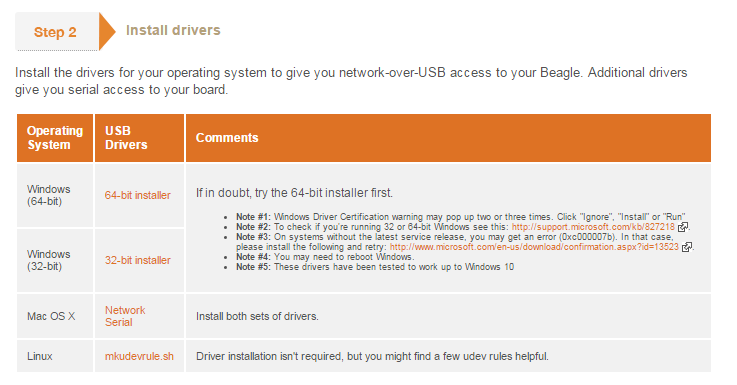 Step 2
Install drivers
Install the drivers for your operating system to give you network-over-USB access to your Beagle. Additional drivers
give you serial access to your board.
Operating
System
USB
Drivers
Comments
Windows
(64-bit)
64-bit installer
If in doubt, try the 64-bit installer first.
Note #1: Windows Driver Certification warning may pop up two or three times. Click "Ignore", "Install" or "Run"
Note #2: To check if you're running 32 or 64-bit Windows see this: http://support.microsoft.com/kb/827218.
Note #3: On systems without the latest service release, you may get an error (0xc000007b). In that case,
please install the following and retry: http://www.microsoft.com/en-us/download/confirmation.aspx?id=13523.
Note #4: You may need to reboot Windows.
Note #5: These drivers have been tested to work up to Windows 10
Windows
(32-bit)
32-bit installer
Mac OS X
Network
Serial
Install both sets of drivers.
Linux
mkudevrule.sh
Driver installation isn't required, but you might find a few udev rules helpful.